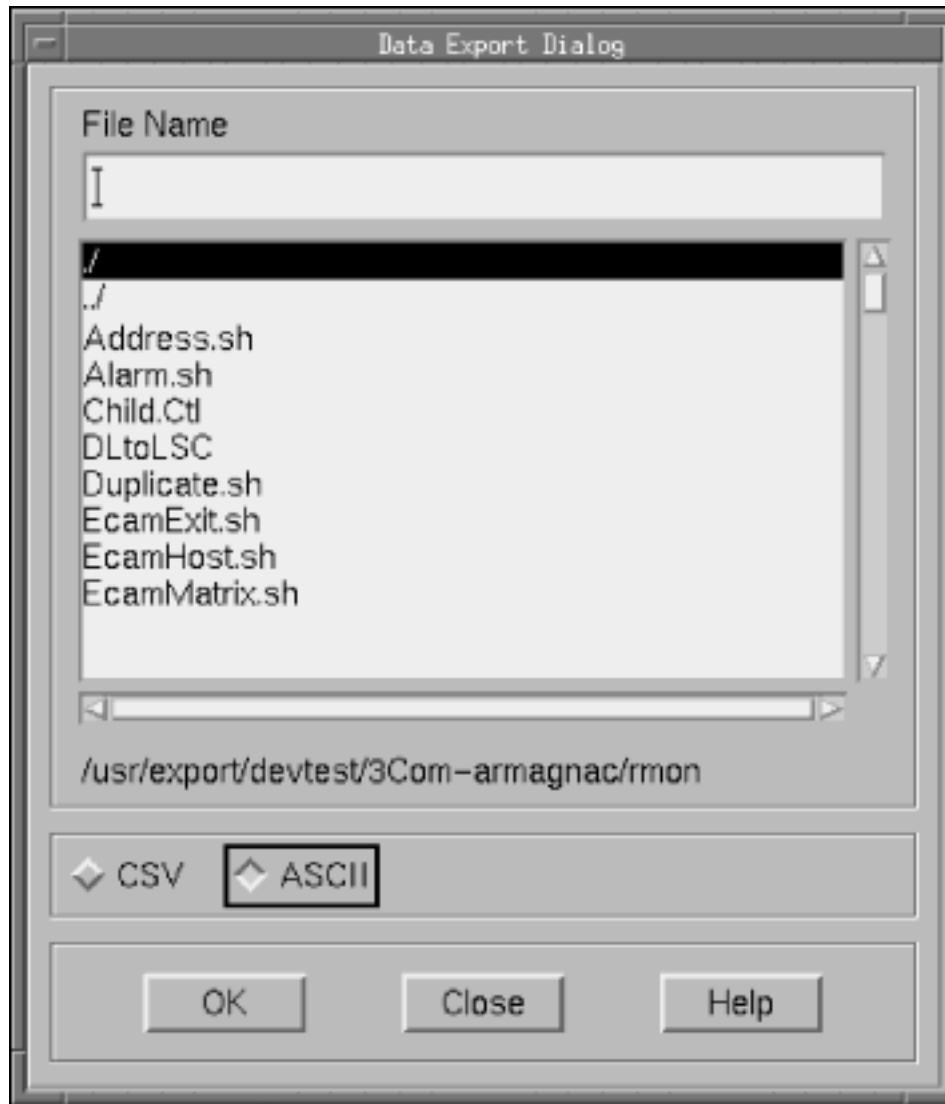 Data Export Dialog
File Name
./
../
Address.sh
Alarm.sh
Child.Ctl
DLtoLSC
Duplicate.sh
EcamExit.sh
EcamHost.sh
EcamMatrix.sh
/usr/export/devtest/3Com-armagnac/rmon
CSV ASCII
OK Close Help